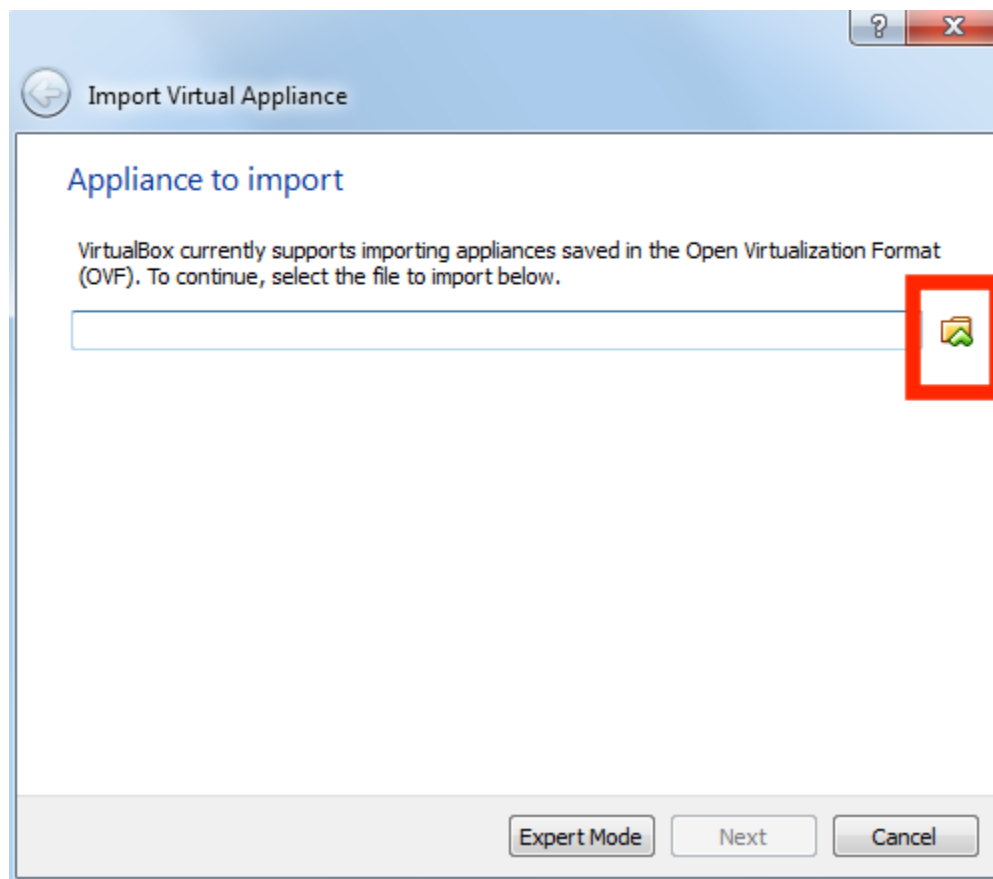 Import Virtual Appliance
Appliance to import
VirtualBox currently supports importing appliances saved in the Open Virtualization Format
(OVF). To continue, select the file to import below.
Expert Mode Next Cancel